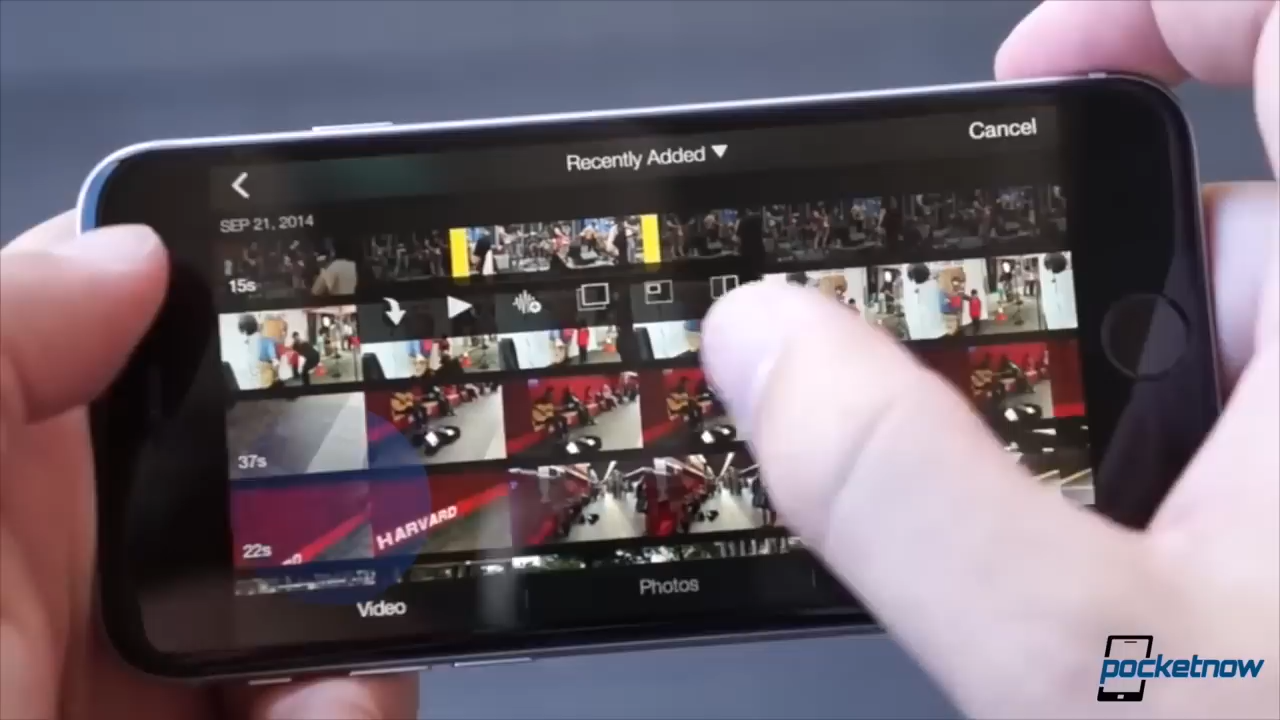 Cancel
Recently Added
SEP 21, 2014
15s
37s
HARVARD
22s
Video
Photos
pocketnow